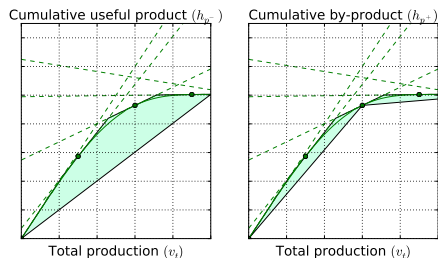 Cumulative useful product (h_{p^-})
Cumulative by-product (h_{p^+})
Total production (v_t)
Total production (v_t)